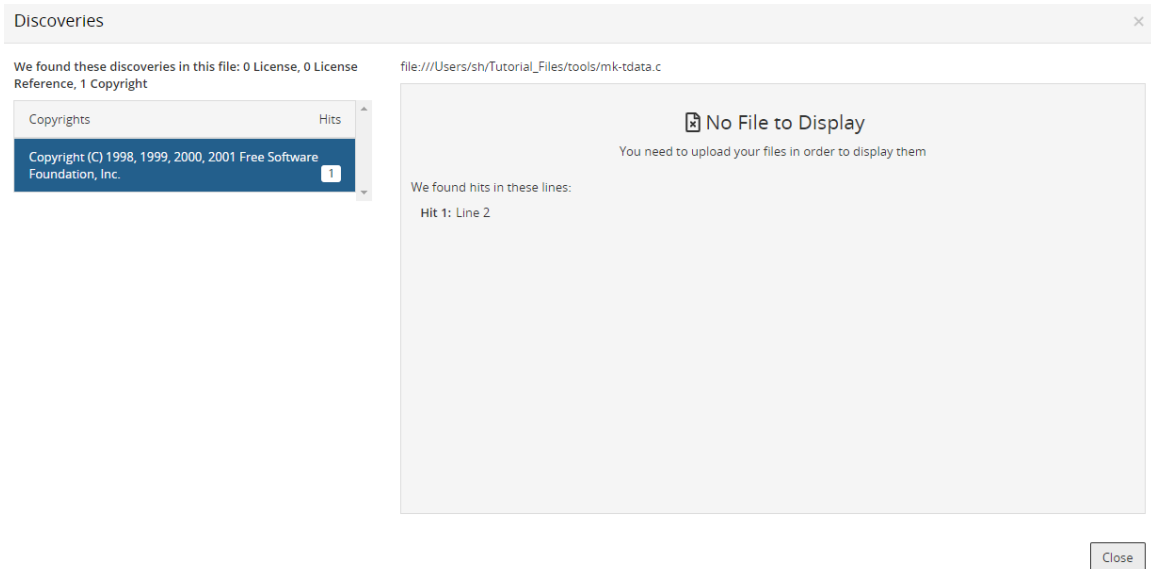 Discoveries
×
We found these discoveries in this file: 0 License, 0 License
Reference, 1 Copyright
Copyrights Hits
Copyright (C) 1998, 1999, 2000, 2001 Free Software
Foundation, Inc. 1
file:///Users/sh/Tutorial_Files/tools/mk-tdata.c
No File to Display
You need to upload your files in order to display them
We found hits in these lines:
Hit 1: Line 2
Close